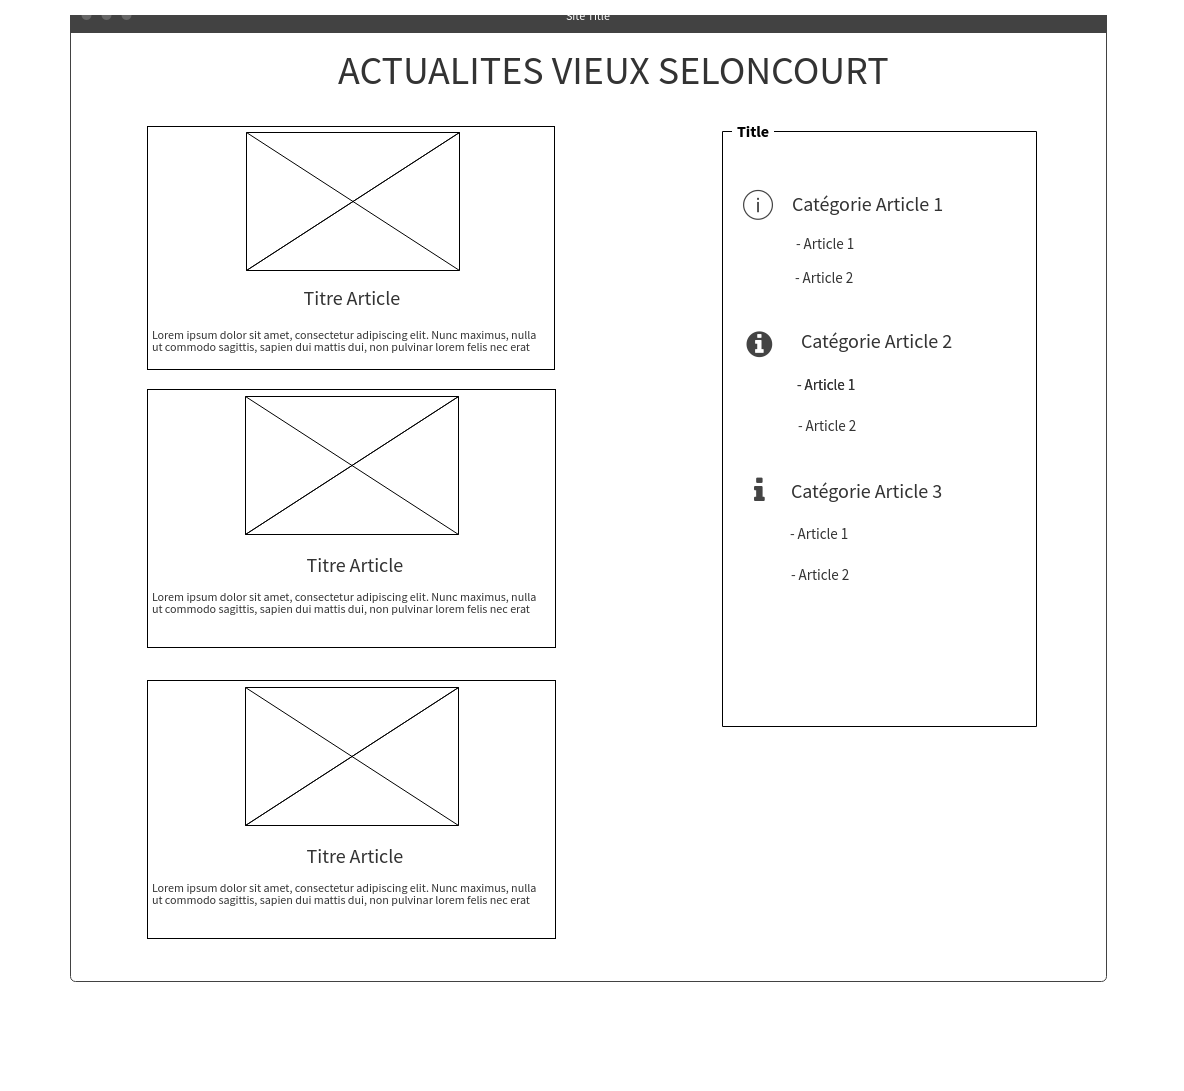 Site Title
ACTUALITES VIEUX SELONCOURT
Titre Article
Lorem ipsum dolor sit amet, consectetur adipiscing elit. Nunc maximus, nulla
ut commodo sagittis, sapien dui mattis dui, non pulvinar lorem felis nec erat
Titre Article
Lorem ipsum dolor sit amet, consectetur adipiscing elit. Nunc maximus, nulla
ut commodo sagittis, sapien dui mattis dui, non pulvinar lorem felis nec erat
Titre Article
Lorem ipsum dolor sit amet, consectetur adipiscing elit. Nunc maximus, nulla
ut commodo sagittis, sapien dui mattis dui, non pulvinar lorem felis nec erat
Title
Catégorie Article 1
- Article 1
- Article 2
Catégorie Article 2
- Article 1
- Article 2
Catégorie Article 3
- Article 1
- Article 2